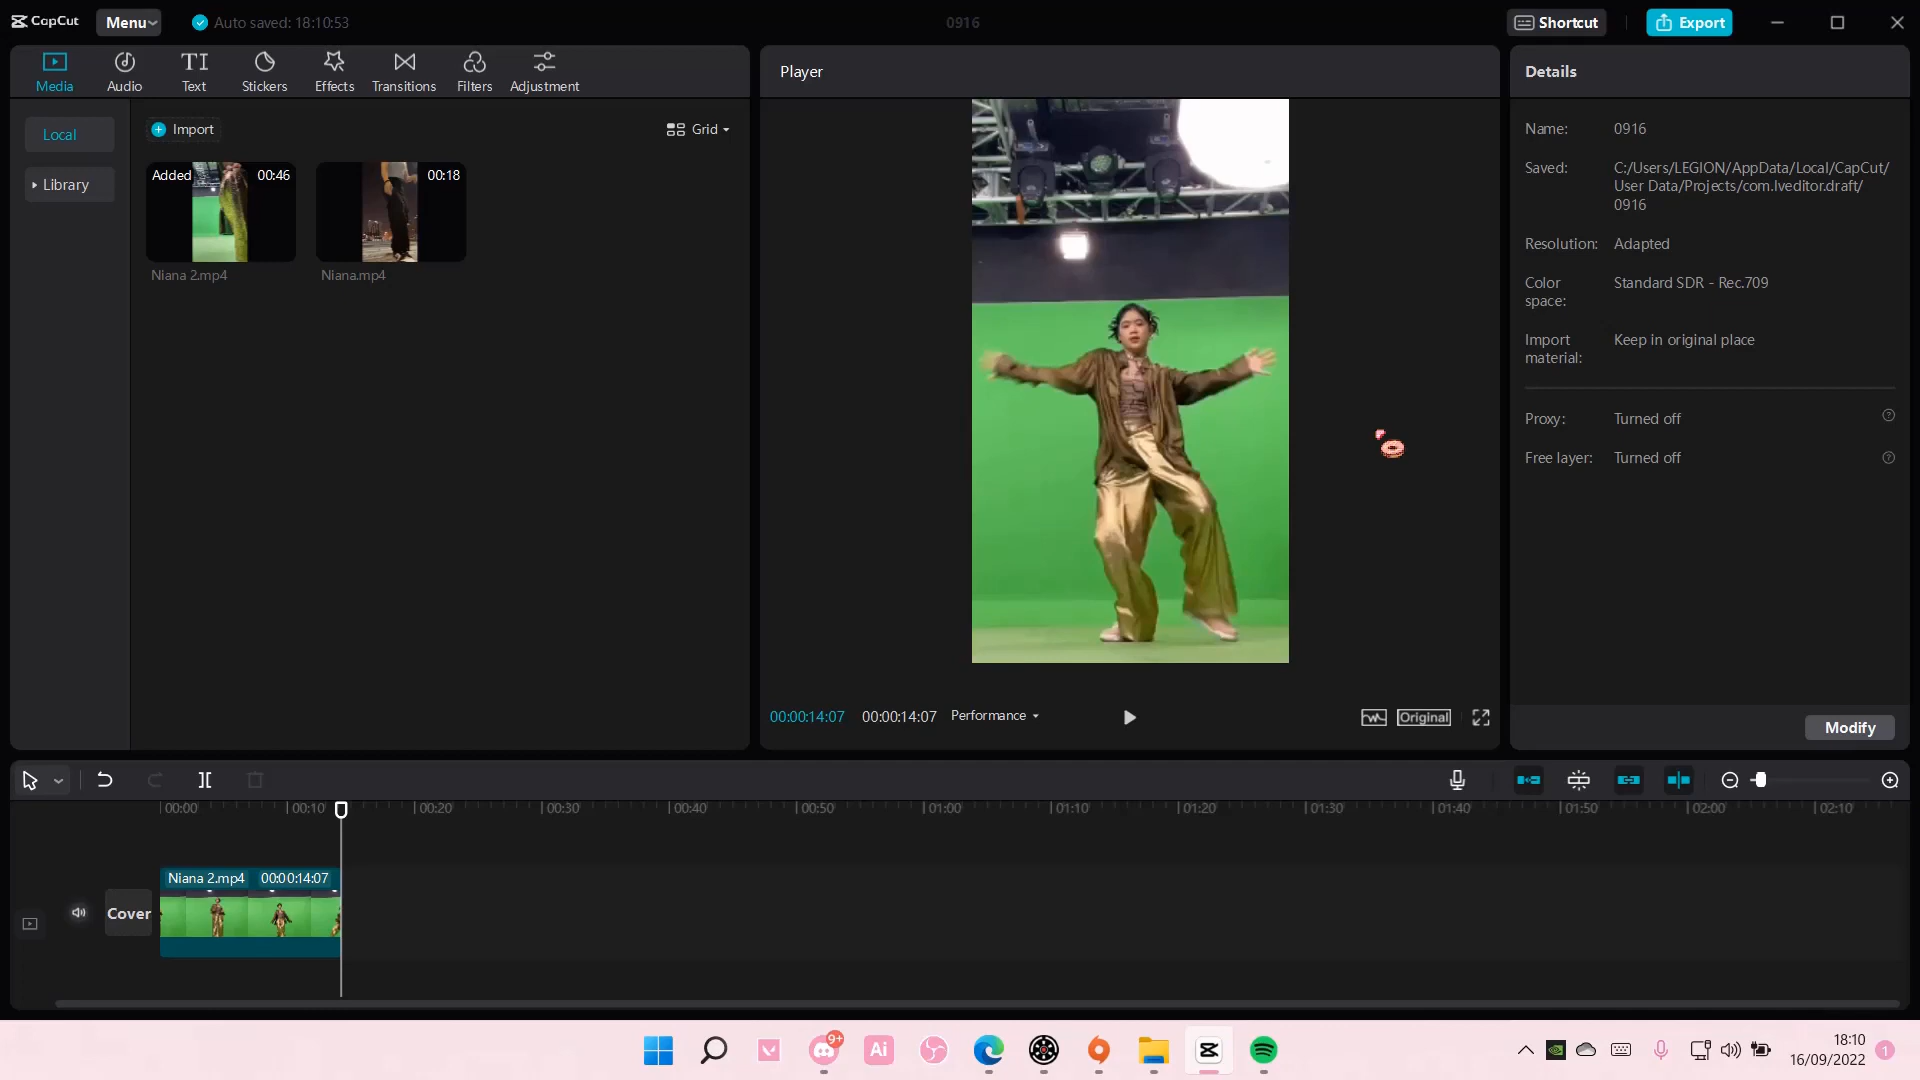 CapCut
Menu
Auto saved: 18:10:53
0916
Shortcut
Export
Media
Audio
TI
Text
Stickers
Effects
Transitions
Filters
Adjustment
Local
Library
Import
Grid
Added
00:46
Niana 2.mp4
00:18
Niana.mp4
Player
00:00:14:07
00:00:14:07
Performance
Original
Details
Name: 0916
Saved: C:/Users/LEGION/AppData/Local/CapCut/
User Data/Projects/com.lveditor.draft/
0916
Resolution: Adapted
Color
space:
Standard SDR - Rec.709
Import
material:
Keep in original place
Proxy: Turned off
Free layer: Turned off
Modify
00:00
00:10
00:20
00:30
00:40
00:50
01:00
01:10
01:20
01:30
01:40
01:50
02:00
02:10
Niana 2.mp4 00:00:14:07
Cover
9+
Ai
18:10
16/09/2022
1